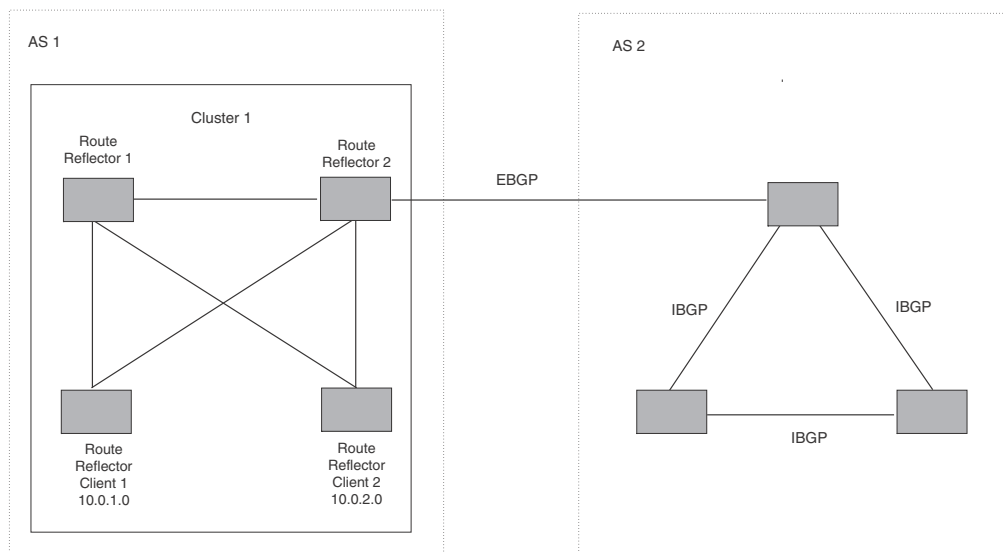 AS 1
AS 2
Cluster 1
Route
Reflector 1
Route
Reflector 2
EBGP
IBGP
IBGP
IBGP
Route
Reflector
Client 1
10.0.1.0
Route
Reflector
Client 2
10.0.2.0